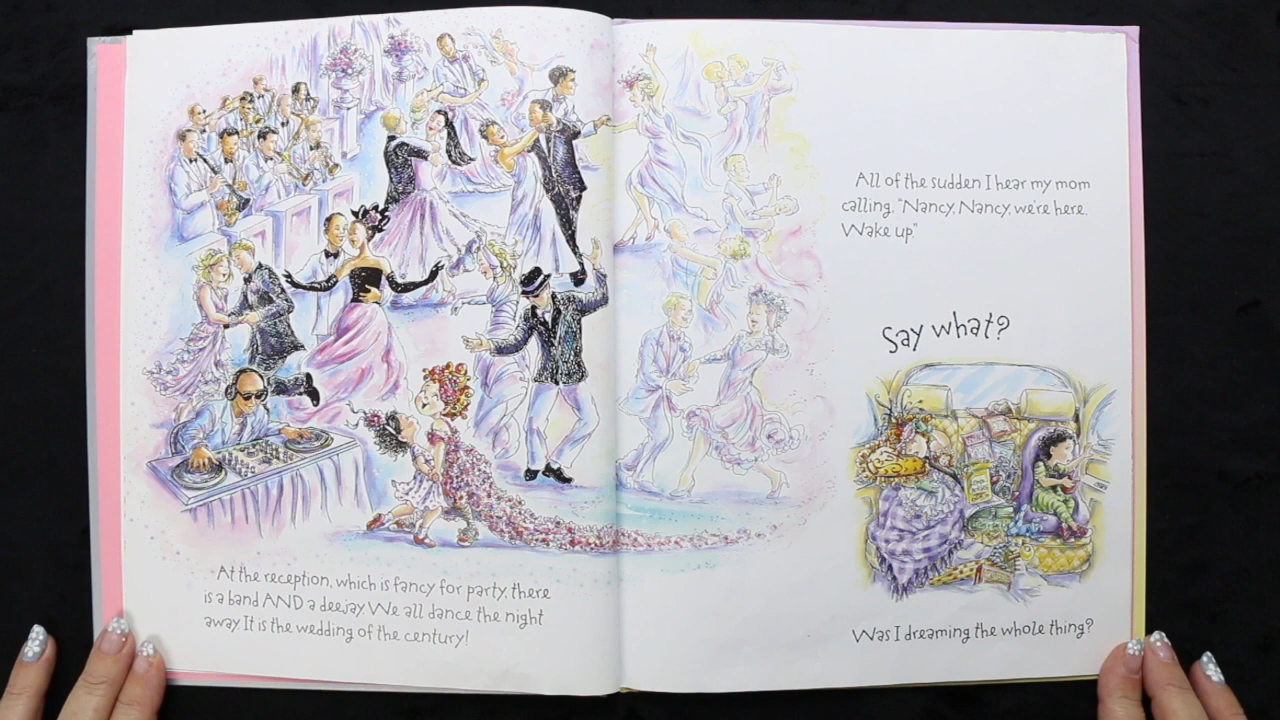 At the reception, which is fancy for party, there
is a band AND a deejay. We all dance the night
away. It is the wedding of the century!
All of the sudden I hear my mom
calling, "Nancy, Nancy, we're here.
Wake up."
Say what?
Was I dreaming the whole thing?